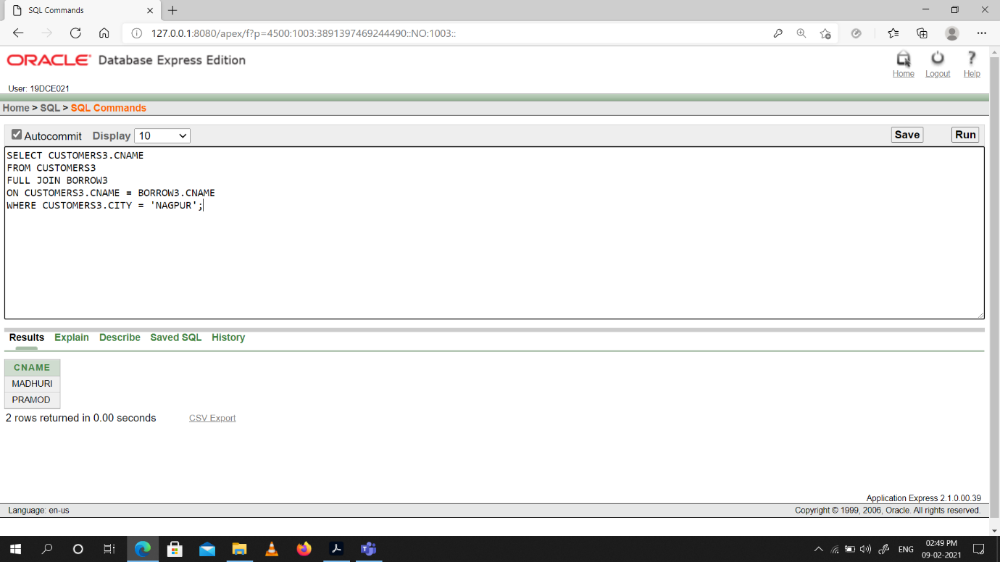 SQL Commands
127.0.0.1:8080/apex/f?p=4500:1003:3891397469244490::NO:1003::
ORACLE Database Express Edition
Home Logout Help
User: 19DCE021
Home > SQL > SQL Commands
Autocommit Display 10 Save Run
SELECT CUSTOMERS3.CNAME
FROM CUSTOMERS3
FULL JOIN BORROW3
ON CUSTOMERS3.CNAME = BORROW3.CNAME
WHERE CUSTOMERS3.CITY = 'NAGPUR';
Results Explain Describe Saved SQL History
CNAME
MADHURI
PRAMOD
2 rows returned in 0.00 seconds CSV Export
Application Express 2.1.0.00.39
Language: en-us Copyright © 1999, 2006, Oracle. All rights reserved.
ENG 02:49 PM
09-02-2021